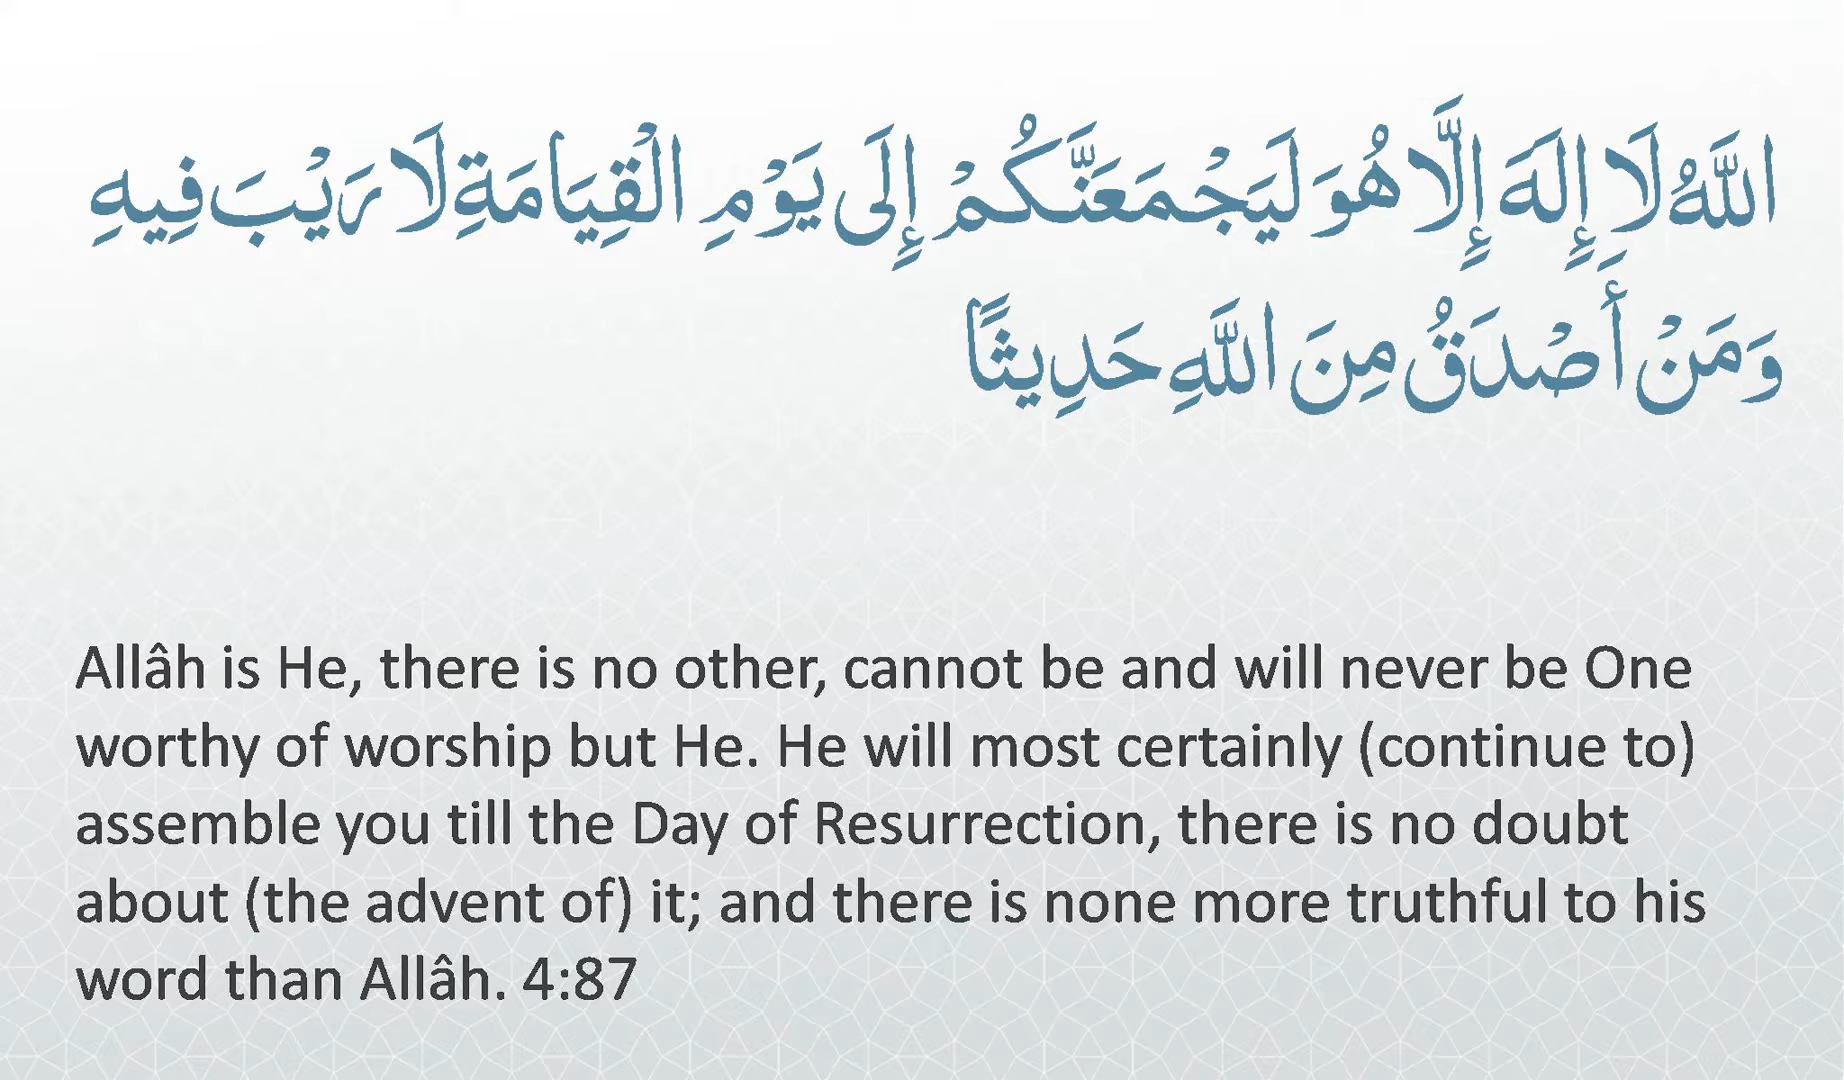 اللَّهُ لَا إِلَهَ إِلَّا هُوَ لَيَجْمَعَنَّكُمْ إِلَى يَوْمِ الْقِيَامَةِ لَا رَيْبَ فِيهِ
وَمَنْ أَصْدَقُ مِنَ اللَّهِ حَدِيثًا
Allâh is He, there is no other, cannot be and will never be One
worthy of worship but He. He will most certainly (continue to)
assemble you till the Day of Resurrection, there is no doubt
about (the advent of) it; and there is none more truthful to his
word than Allâh. 4:87